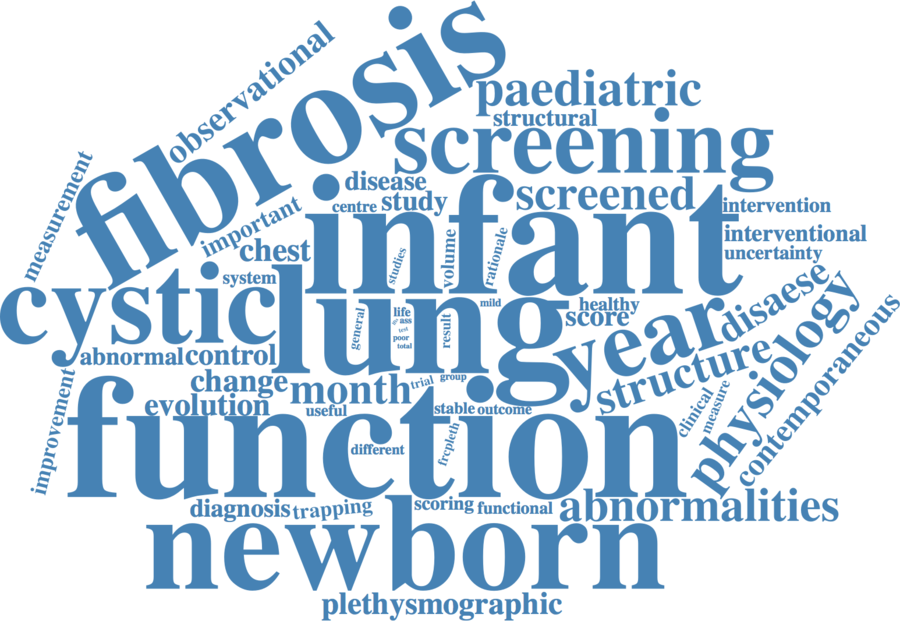 fibrosis
observational
paediatric
structural
screening
measurement
disease
screened
important
centre
study
infant
intervention
chest
interventional
uncertainty
system
studies
volume
rationale
cystic
lung
mild
healthy
score
year
disaese
general
life
ass
test
poor
total
result
abnormal
control
structure
physiology
contemporaneous
change
month
trial
group
improvement
evolution
useful
function
stable
outcome
clinical
measure
different
frcpleth
diagnosis
trapping
scoring
functional
abnormalities
newborn
plethysmographic